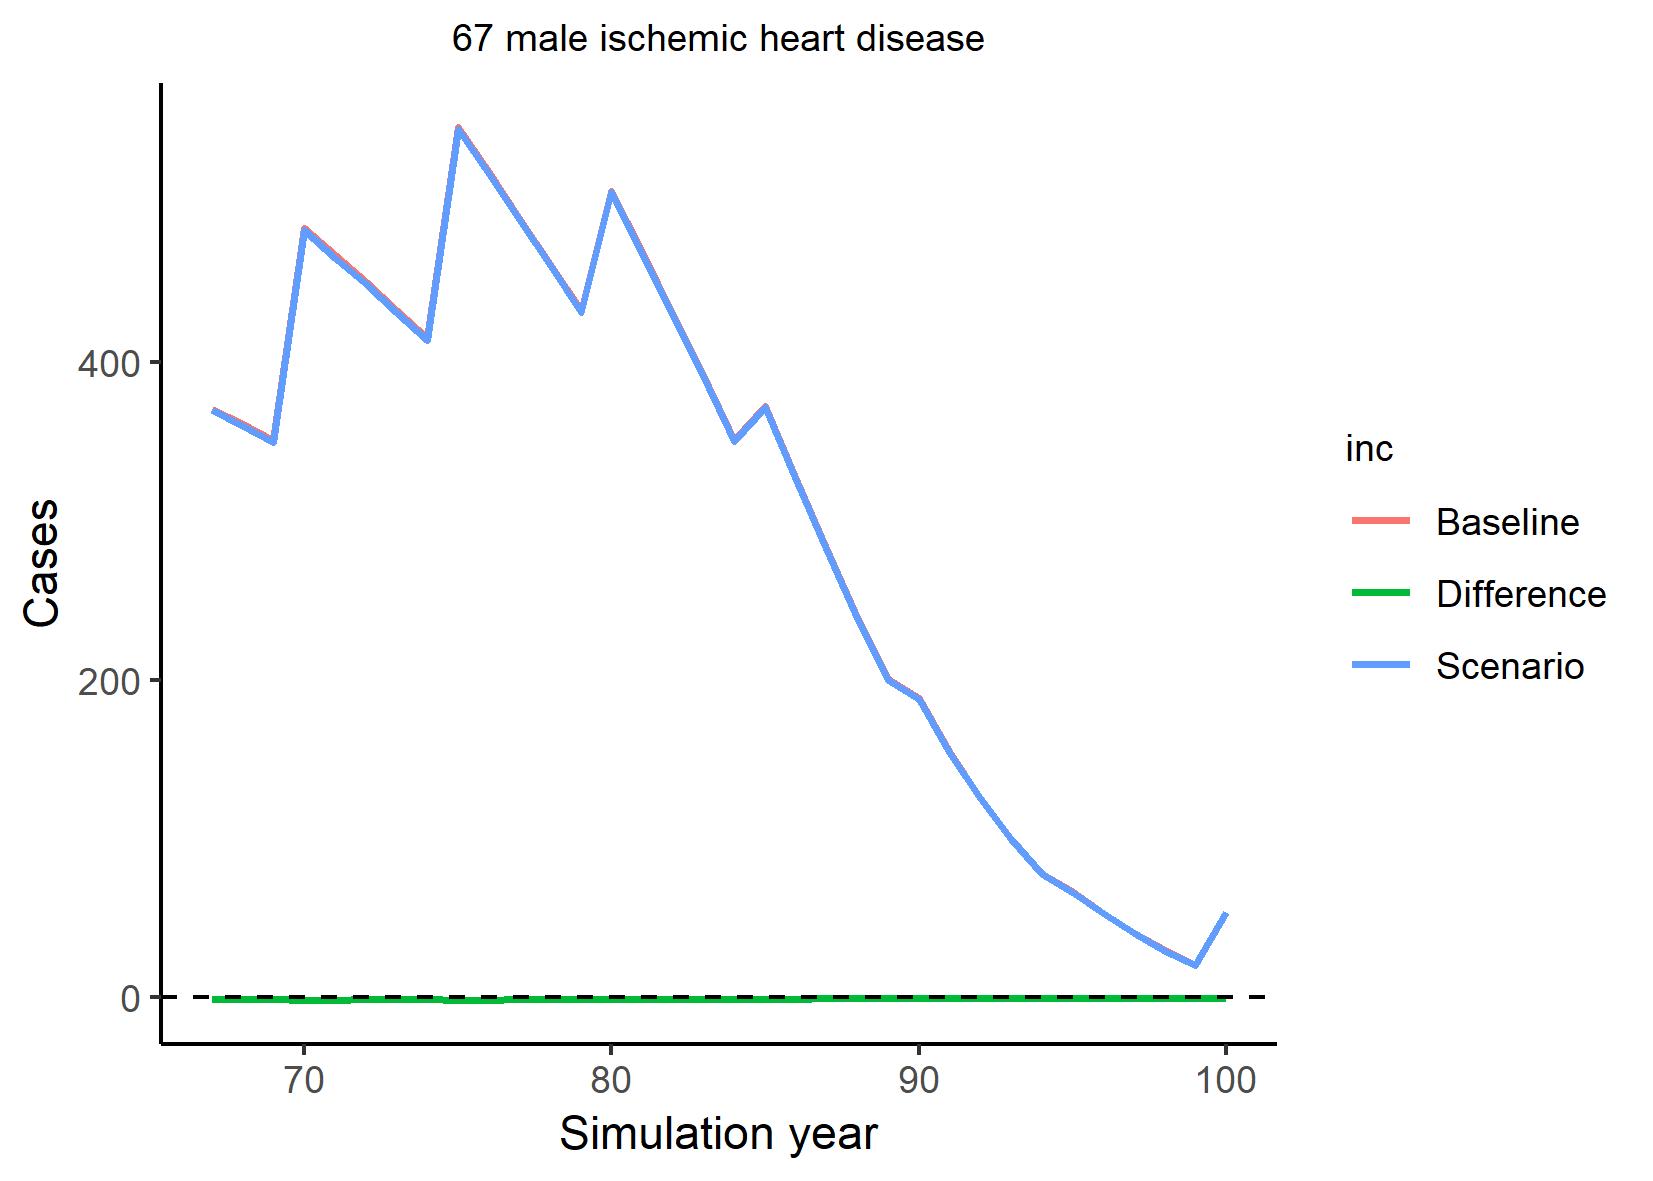 67 male ischemic heart disease
Cases
400
200
0
70 80 90 100
Simulation year
inc
Baseline
Difference
Scenario